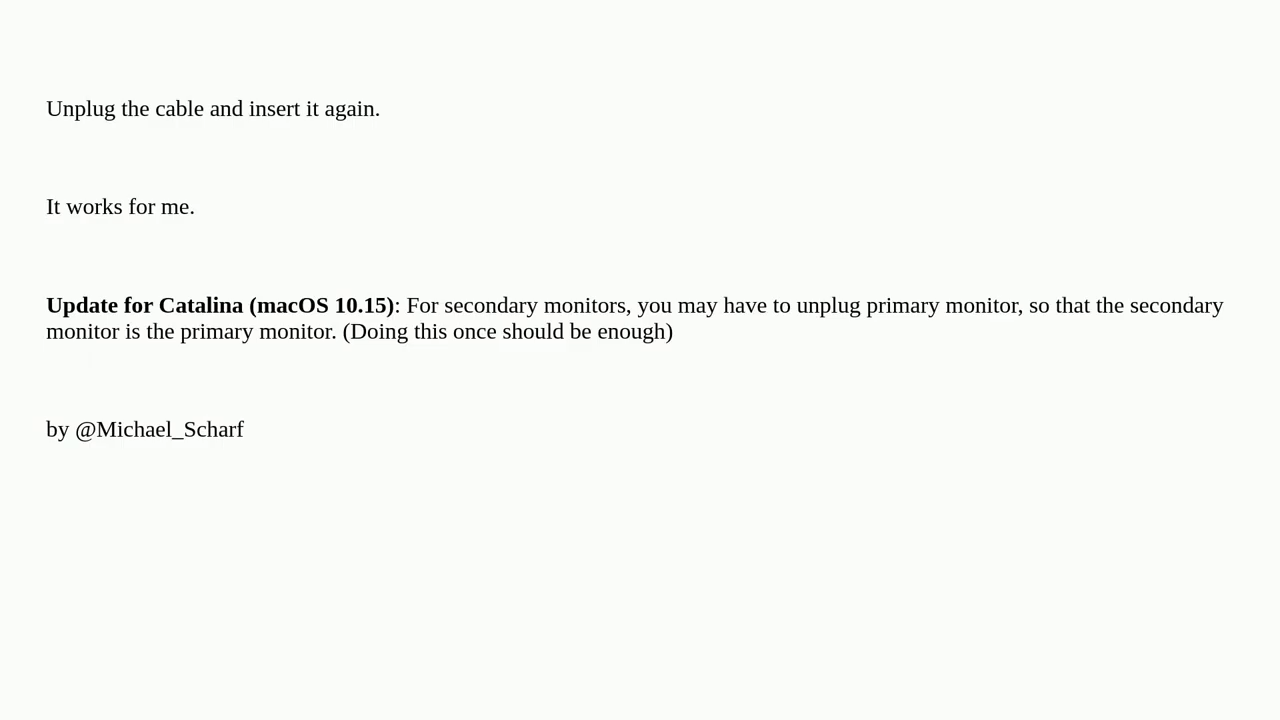 Unplug the cable and insert it again.
It works for me.
Update for Catalina (macOS 10.15): For secondary monitors, you may have to unplug primary monitor, so that the secondary
monitor is the primary monitor. (Doing this once should be enough)
by @Michael_Scharf